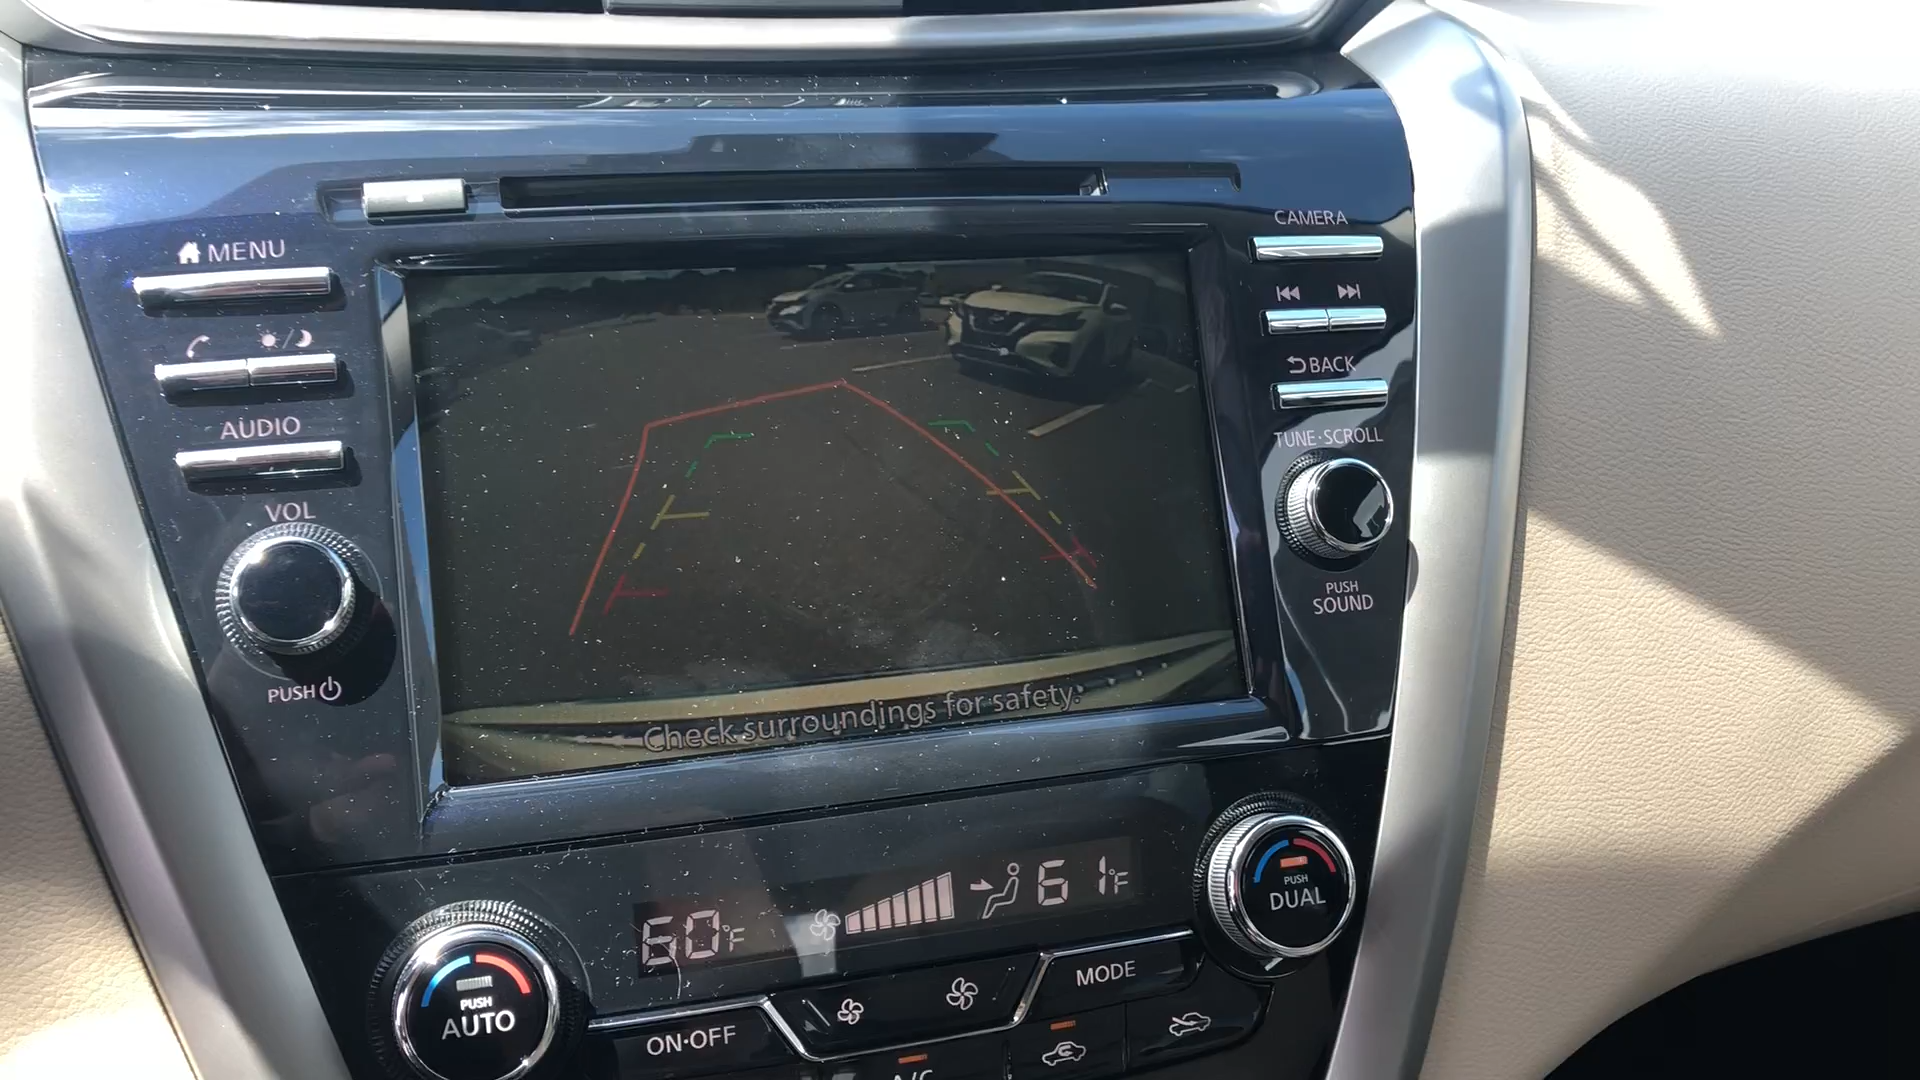 MENU
AUDIO
VOL
PUSH
CAMERA
BACK
TUNE·SCROLL
PUSH
SOUND
Check surroundings for safety.
60°F
61°F
PUSH
AUTO
PUSH
DUAL
ON·OFF
MODE
A/C